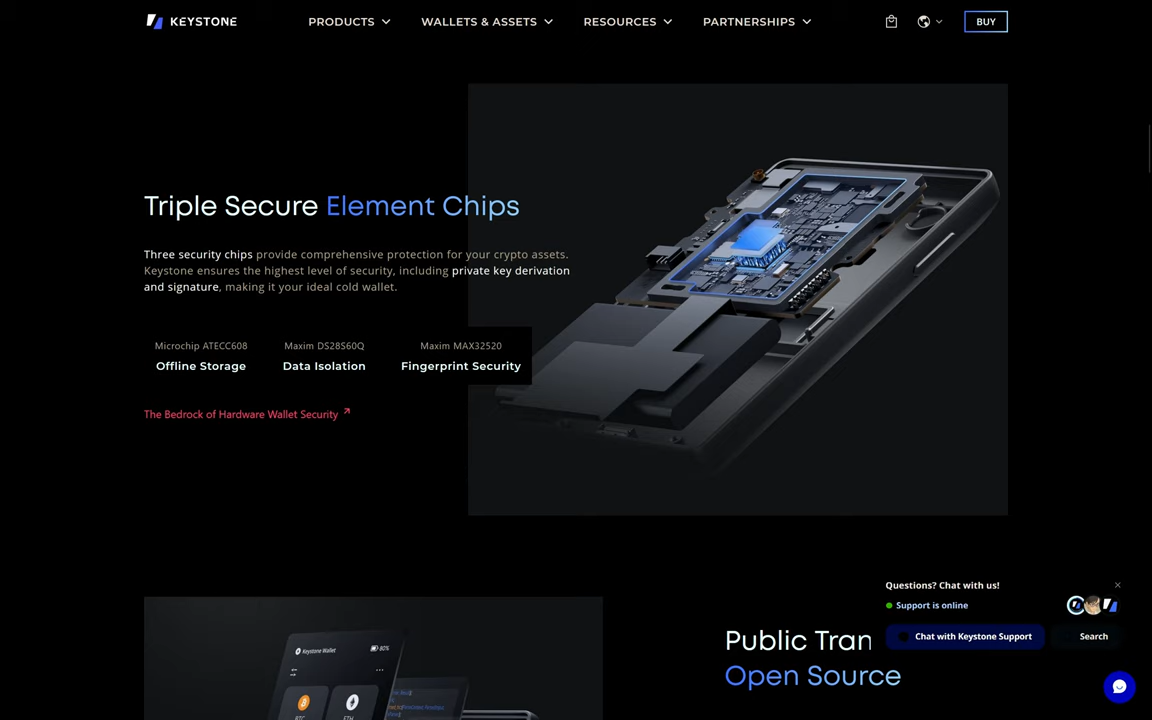 KEYSTONE
PRODUCTS
WALLETS & ASSETS
RESOURCES
PARTNERSHIPS
BUY
Triple Secure Element Chips
Three security chips provide comprehensive protection for your crypto assets.
Keystone ensures the highest level of security, including private key derivation
and signature, making it your ideal cold wallet.
Microchip ATECC608
Offline Storage
Maxim DS28S60Q
Data Isolation
Maxim MAX32520
Fingerprint Security
The Bedrock of Hardware Wallet Security
Keystone Wallet
80%
BTC
ETH
Public Tran
Open Source
Questions? Chat with us!
Support is online
Chat with Keystone Support
Search